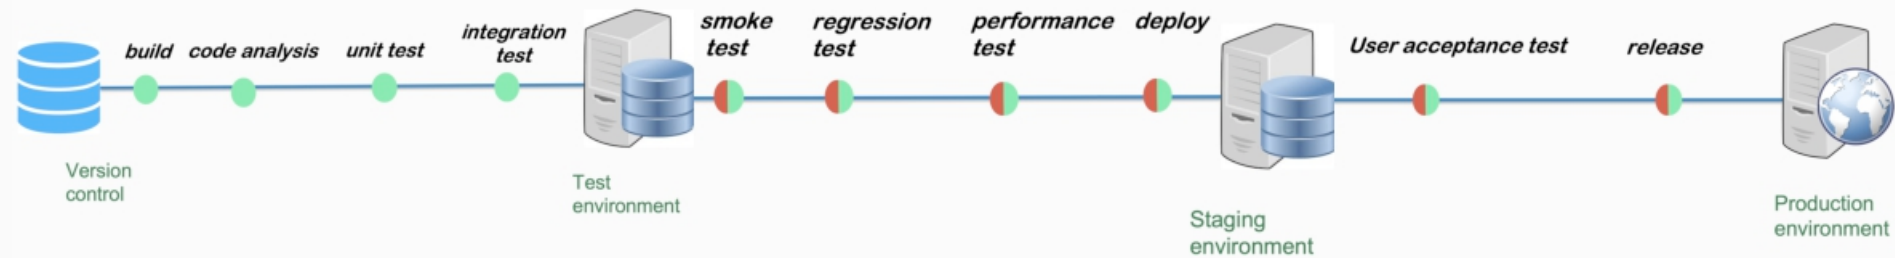 build
code analysis
unit test
integration
test
smoke
test
regression
test
performance
test
deploy
User acceptance test
release
Version
control
Test
environment
Staging
environment
Production
environment